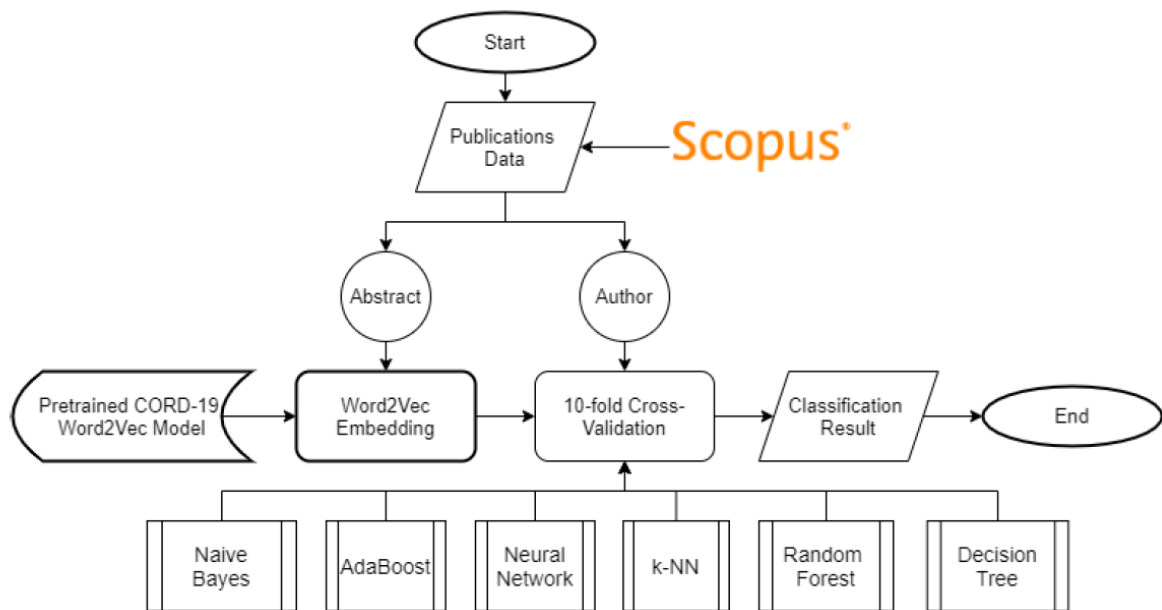 Start
Publications
Data
Scopus®
Abstract
Author
Pretrained CORD-19
Word2Vec Model
Word2Vec
Embedding
10-fold Cross-
Validation
Classification
Result
End
Naive
Bayes
AdaBoost
Neural
Network
k-NN
Random
Forest
Decision
Tree